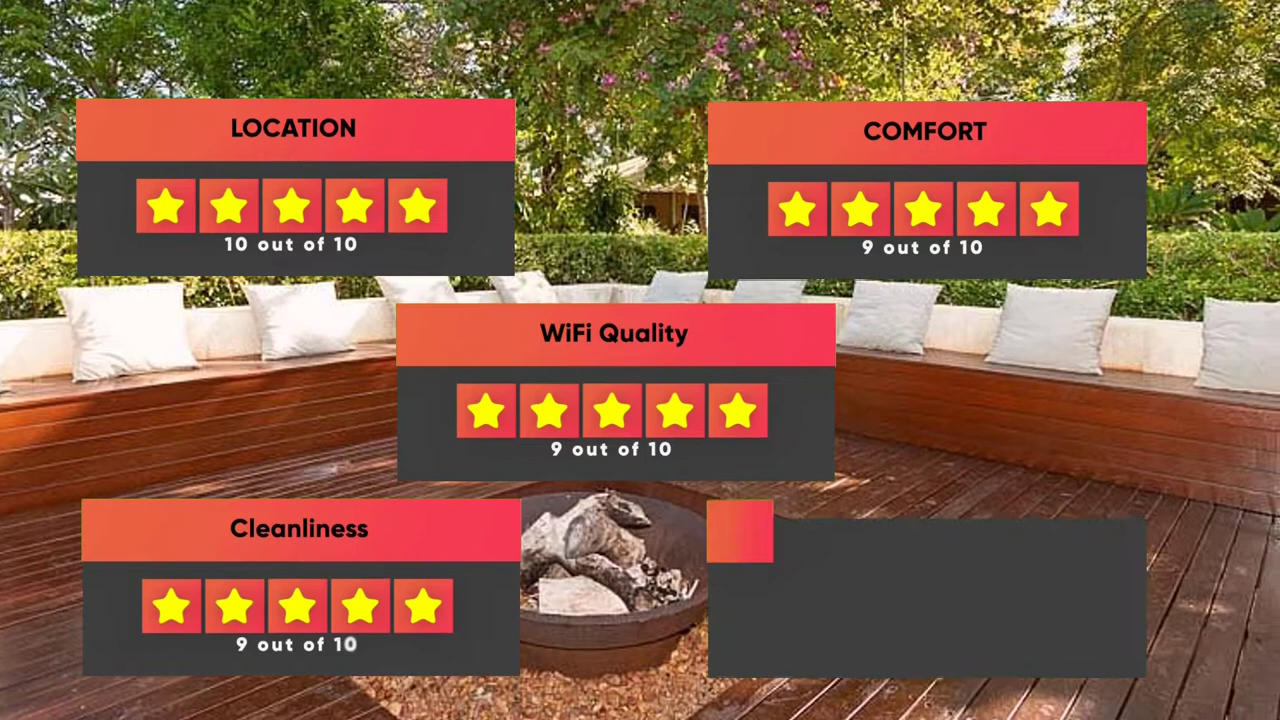 LOCATION
10 out of 10
COMFORT
9 out of 10
WiFi Quality
9 out of 10
Cleanliness
9 out of 10